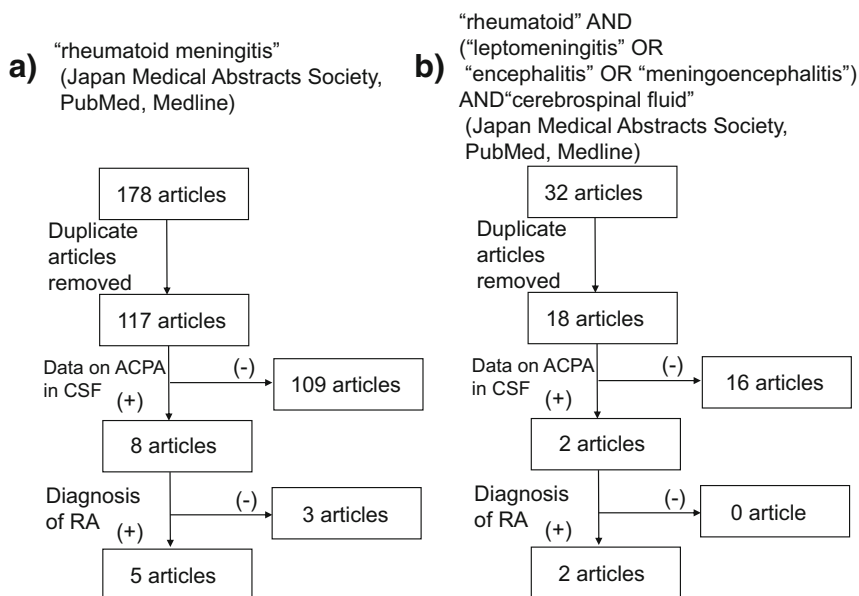 a)
"rheumatoid meningitis"
(Japan Medical Abstracts Society,
PubMed, Medline)
178 articles
Duplicate
articles
removed
117 articles
Data on ACPA
in CSF
(-)
(+)
109 articles
8 articles
Diagnosis
of RA
(-)
(+)
3 articles
5 articles
b)
"rheumatoid" AND
("leptomeningitis" OR
"encephalitis" OR "meningoencephalitis")
AND"cerebrospinal fluid"
(Japan Medical Abstracts Society,
PubMed, Medline)
32 articles
Duplicate
articles
removed
18 articles
Data on ACPA
in CSF
(-)
(+)
16 articles
2 articles
Diagnosis
of RA
(-)
(+)
0 article
2 articles